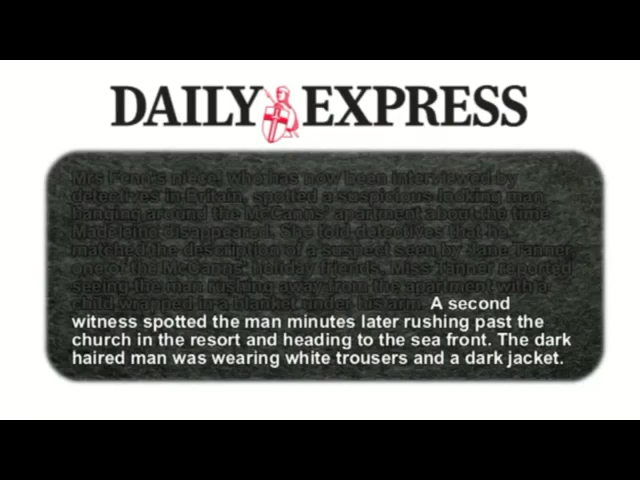 DAILY EXPRESS
Mrs Fenn's niece, who has now been interviewed by
detectives in Britain, spotted a suspicious looking man
hanging around the McCanns' apartment about the time
Madeleine disappeared. She told detectives that he
matched the description of a suspect seen by Jane Tanner,
one of the McCanns' holiday friends. Miss Tanner reported
seeing the man rushing away from the apartment with a
child wrapped in a blanket under his arm. A second
witness spotted the man minutes later rushing past the
church in the resort and heading to the sea front. The dark
haired man was wearing white trousers and a dark jacket.